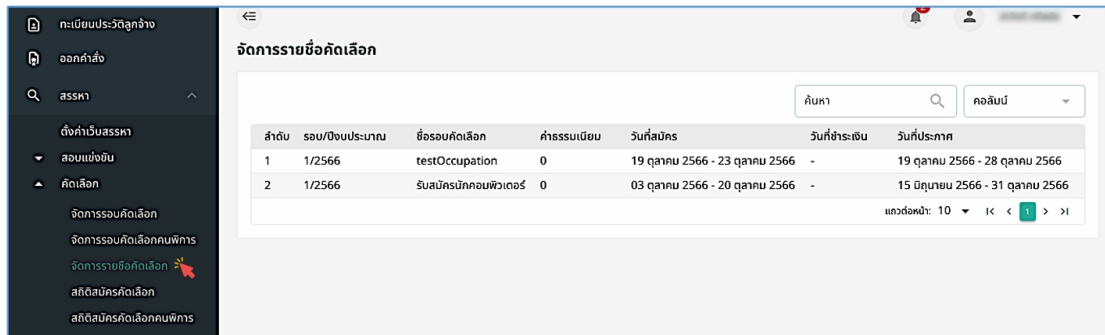 ทะเบียนประวัติลูกจ้าง
ออกคำสั่ง
สรรหา
ตั้งค่าเว็บสรรหา
สอบแข่งขัน
คัดเลือก
จัดการรอบคัดเลือก
จัดการรอบคัดเลือกคนพิการ
จัดการรายชื่อคัดเลือก
สถิติสมัครคัดเลือก
สถิติสมัครคัดเลือกคนพิการ
จัดการรายชื่อคัดเลือก
ค้นหา คอลัมน์
ลำดับ รอบ/ปีงบประมาณ ชื่อรอบคัดเลือก ค่าธรรมเนียม วันที่สมัคร วันที่ชำระเงิน วันที่ประกาศ
1 1/2566 testOccupation 0 19 ตุลาคม 2566 - 23 ตุลาคม 2566 - 19 ตุลาคม 2566 - 28 ตุลาคม 2566
2 1/2566 รับสมัครนักคอมพิวเตอร์ 0 03 ตุลาคม 2566 - 20 ตุลาคม 2566 - 15 มิถุนายน 2566 - 31 ตุลาคม 2566
แถวต่อหน้า: 10 1